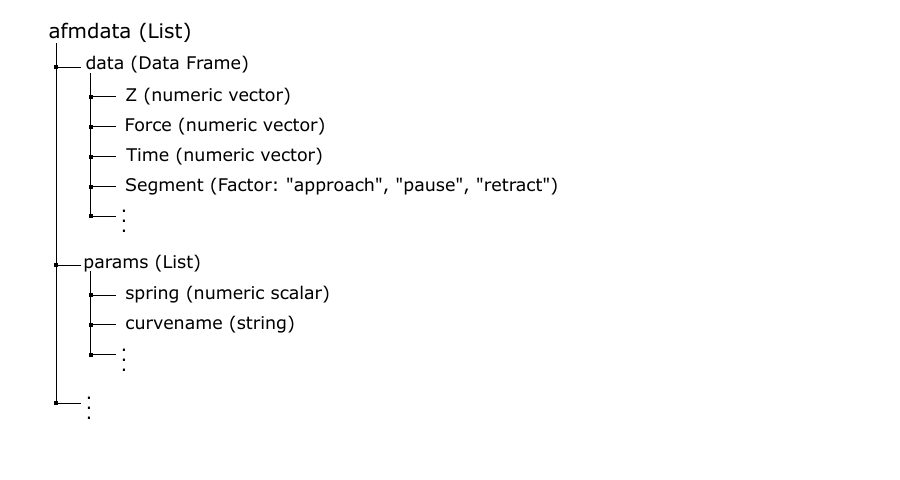 afmdata (List)
data (Data Frame)
Z (numeric vector)
Force (numeric vector)
Time (numeric vector)
Segment (Factor: "approach", "pause", "retract")
params (List)
spring (numeric scalar)
curvename (string)